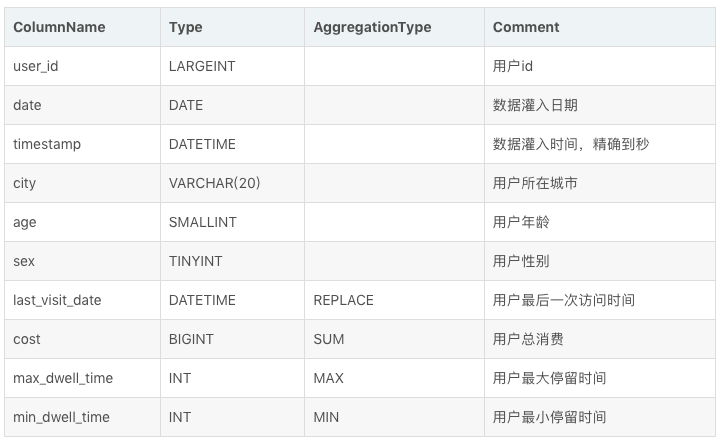 ColumnName Type AggregationType Comment
user_id LARGEINT 用户id
date DATE 数据灌入日期
timestamp DATETIME 数据灌入时间，精确到秒
city VARCHAR(20) 用户所在城市
age SMALLINT 用户年龄
sex TINYINT 用户性别
last_visit_date DATETIME REPLACE 用户最后一次访问时间
cost BIGINT SUM 用户总消费
max_dwell_time INT MAX 用户最大停留时间
min_dwell_time INT MIN 用户最小停留时间